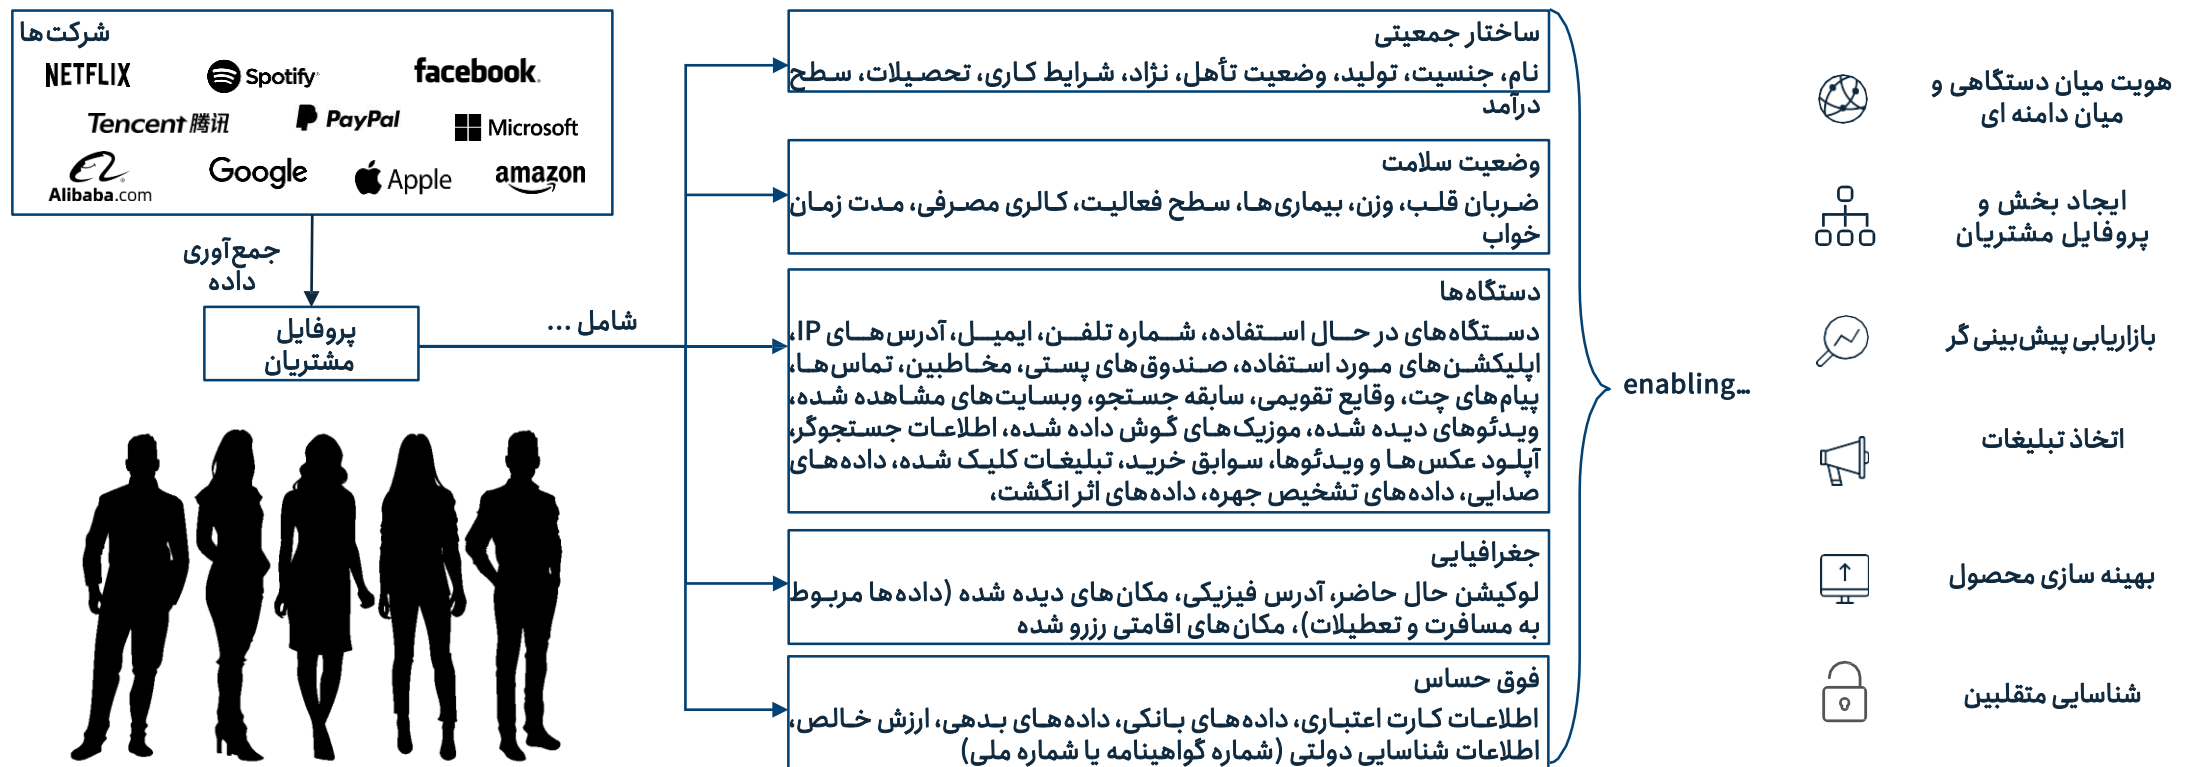 شرکت‌ها
NETFLIX
Spotify
facebook
Tencent 腾讯
PayPal
Microsoft
Alibaba.com
Google
Apple
amazon
جمع‌آوری
داده
پروفایل
مشتریان
شامل ...
ساختار جمعیتی
نام، جنسیت، تولید، وضعیت تأهل، نژاد، شرایط کاری، تحصیلات، سطح
درآمد
وضعیت سلامت
ضربان قلب، وزن، بیماری‌ها، سطح فعالیت، کالری مصرفی، مدت زمان
خواب
دستگاه‌ها
دستگاه‌های در حال استفاده، شماره تلفن، ایمیل، آدرس‌های IP،
اپلیکشن‌های مورد استفاده، صندوق‌های پستی، مخاطبین، تماس‌ها،
پیام‌های چت، وقایع تقویمی، سابقه جستجو، وبسایت‌های مشاهده شده،
ویدئوهای دیده شده، موزیک‌های گوش داده شده، اطلاعات جستجوگر،
آپلود عکس‌ها و ویدئوها، سوابق خرید، تبلیغات کلیک شده، داده‌های
صدایی، داده‌های تشخیص جهره، داده‌های اثر انگشت،
جغرافیایی
لوکیشن حال حاضر، آدرس فیزیکی، مکان‌های دیده شده (داده‌ها مربوط
به مسافرت و تعطیلات)، مکان‌های اقامتی رزرو شده
فوق حساس
اطلاعات کارت اعتباری، داده‌های بانکی، داده‌های بدهی، ارزش خالص،
اطلاعات شناسایی دولتی (شماره گواهینامه یا شماره ملی)
enabling...
هویت میان دستگاهی و
میان دامنه ای
ایجاد بخش و
پروفایل مشتریان
بازاریابی پیش‌بینی گر
اتخاذ تبلیغات
بهینه سازی محصول
شناسایی متقلبین